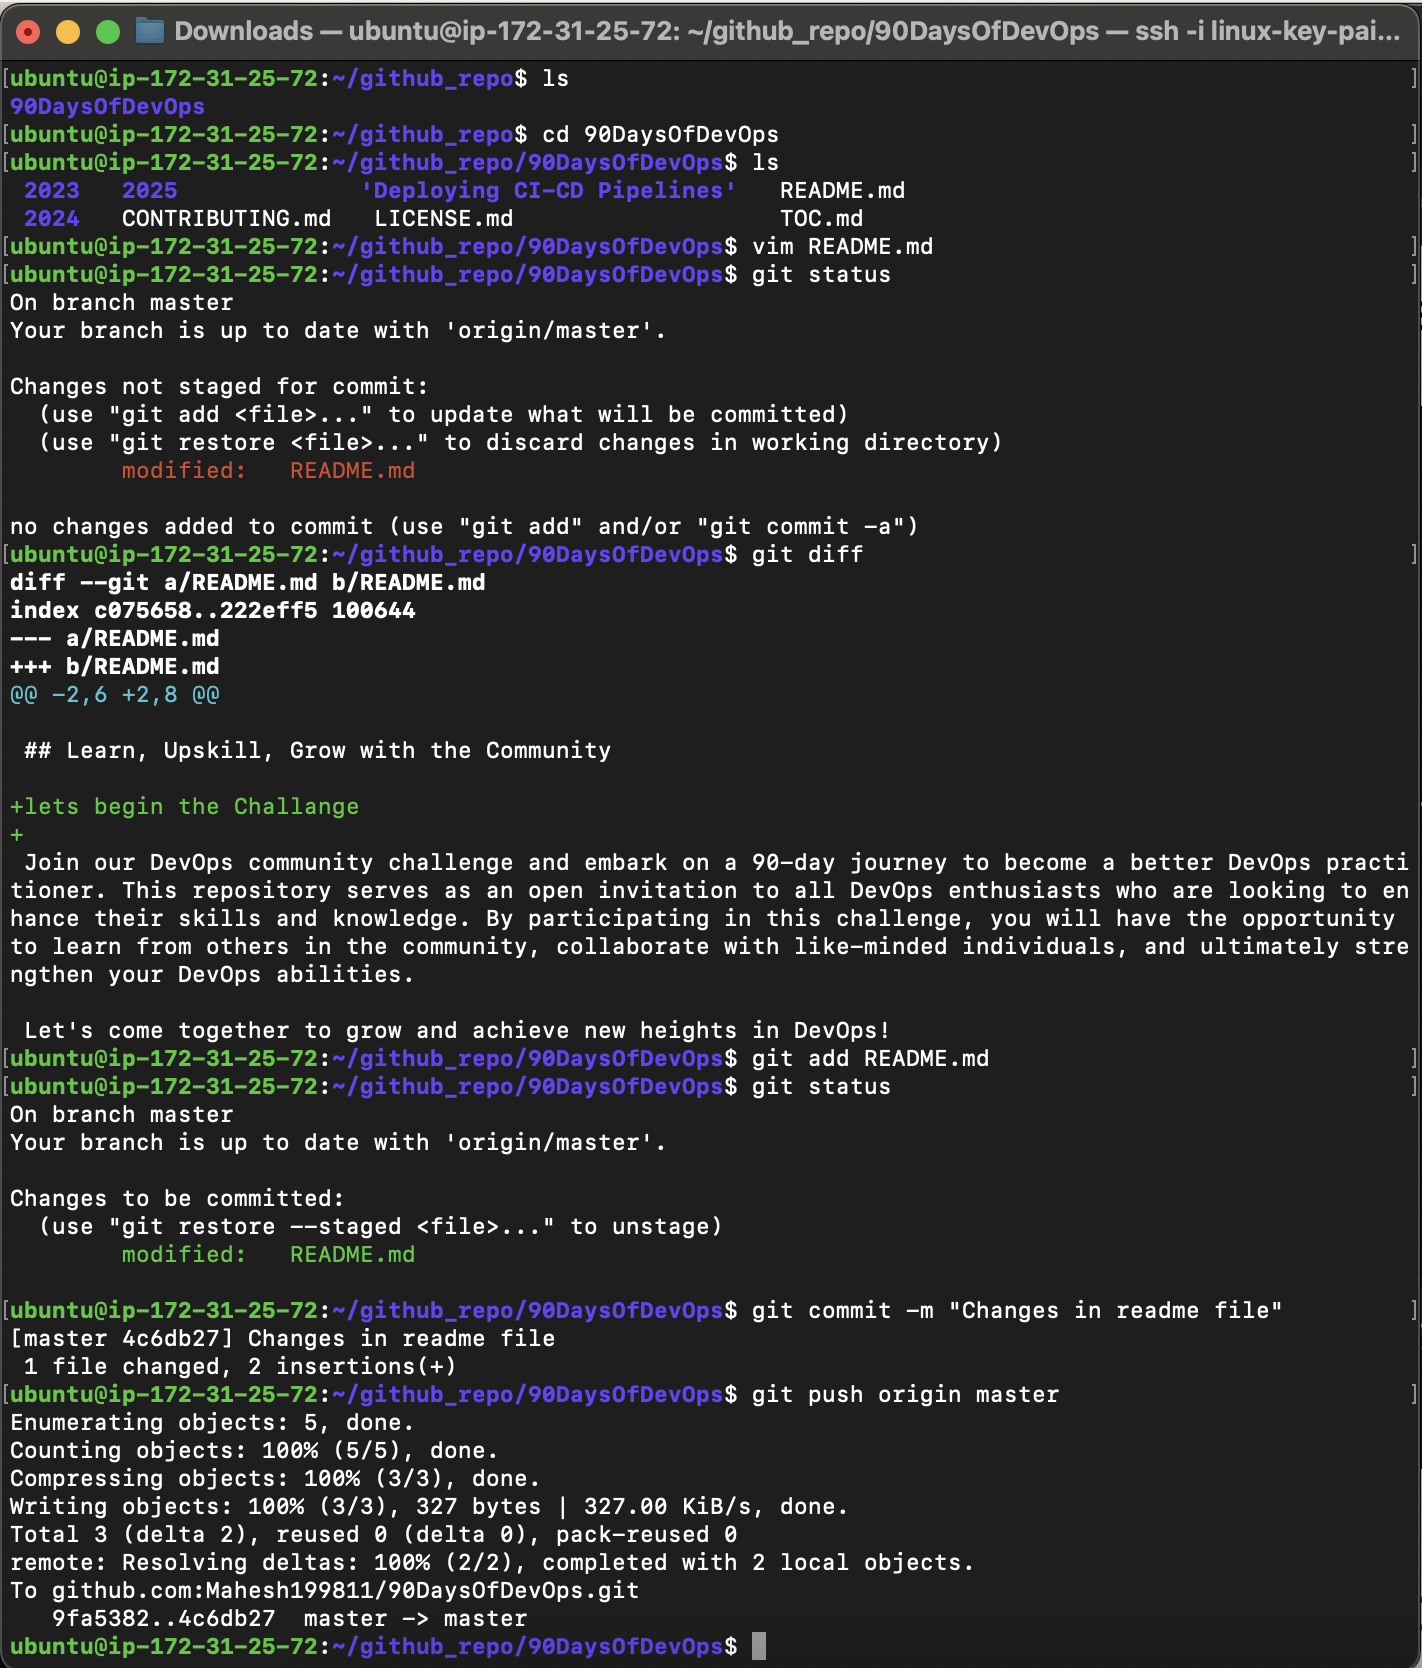 Downloads — ubuntu@ip-172-31-25-72: ~/github_repo/90DaysOfDevOps — ssh -i linux-key-pai...
[ubuntu@ip-172-31-25-72:~/github_repo$ ls ]
90DaysOfDevOps
[ubuntu@ip-172-31-25-72:~/github_repo$ cd 90DaysOfDevOps ]
[ubuntu@ip-172-31-25-72:~/github_repo/90DaysOfDevOps$ ls ]
 2023   2025             'Deploying CI-CD Pipelines'   README.md
 2024   CONTRIBUTING.md   LICENSE.md                   TOC.md
[ubuntu@ip-172-31-25-72:~/github_repo/90DaysOfDevOps$ vim README.md ]
[ubuntu@ip-172-31-25-72:~/github_repo/90DaysOfDevOps$ git status ]
On branch master
Your branch is up to date with 'origin/master'.

Changes not staged for commit:
  (use "git add <file>..." to update what will be committed)
  (use "git restore <file>..." to discard changes in working directory)
        modified:   README.md

no changes added to commit (use "git add" and/or "git commit -a")
[ubuntu@ip-172-31-25-72:~/github_repo/90DaysOfDevOps$ git diff ]
diff --git a/README.md b/README.md
index c075658..222eff5 100644
--- a/README.md
+++ b/README.md
@@ -2,6 +2,8 @@

 ## Learn, Upskill, Grow with the Community

+lets begin the Challange
+
 Join our DevOps community challenge and embark on a 90-day journey to become a better DevOps practi
tioner. This repository serves as an open invitation to all DevOps enthusiasts who are looking to en
hance their skills and knowledge. By participating in this challenge, you will have the opportunity
to learn from others in the community, collaborate with like-minded individuals, and ultimately stre
ngthen your DevOps abilities.

 Let's come together to grow and achieve new heights in DevOps!
[ubuntu@ip-172-31-25-72:~/github_repo/90DaysOfDevOps$ git add README.md ]
[ubuntu@ip-172-31-25-72:~/github_repo/90DaysOfDevOps$ git status ]
On branch master
Your branch is up to date with 'origin/master'.

Changes to be committed:
  (use "git restore --staged <file>..." to unstage)
        modified:   README.md

[ubuntu@ip-172-31-25-72:~/github_repo/90DaysOfDevOps$ git commit -m "Changes in readme file" ]
[master 4c6db27] Changes in readme file
 1 file changed, 2 insertions(+)
[ubuntu@ip-172-31-25-72:~/github_repo/90DaysOfDevOps$ git push origin master ]
Enumerating objects: 5, done.
Counting objects: 100% (5/5), done.
Compressing objects: 100% (3/3), done.
Writing objects: 100% (3/3), 327 bytes | 327.00 KiB/s, done.
Total 3 (delta 2), reused 0 (delta 0), pack-reused 0
remote: Resolving deltas: 100% (2/2), completed with 2 local objects.
To github.com:Mahesh199811/90DaysOfDevOps.git
   9fa5382..4c6db27  master -> master
ubuntu@ip-172-31-25-72:~/github_repo/90DaysOfDevOps$